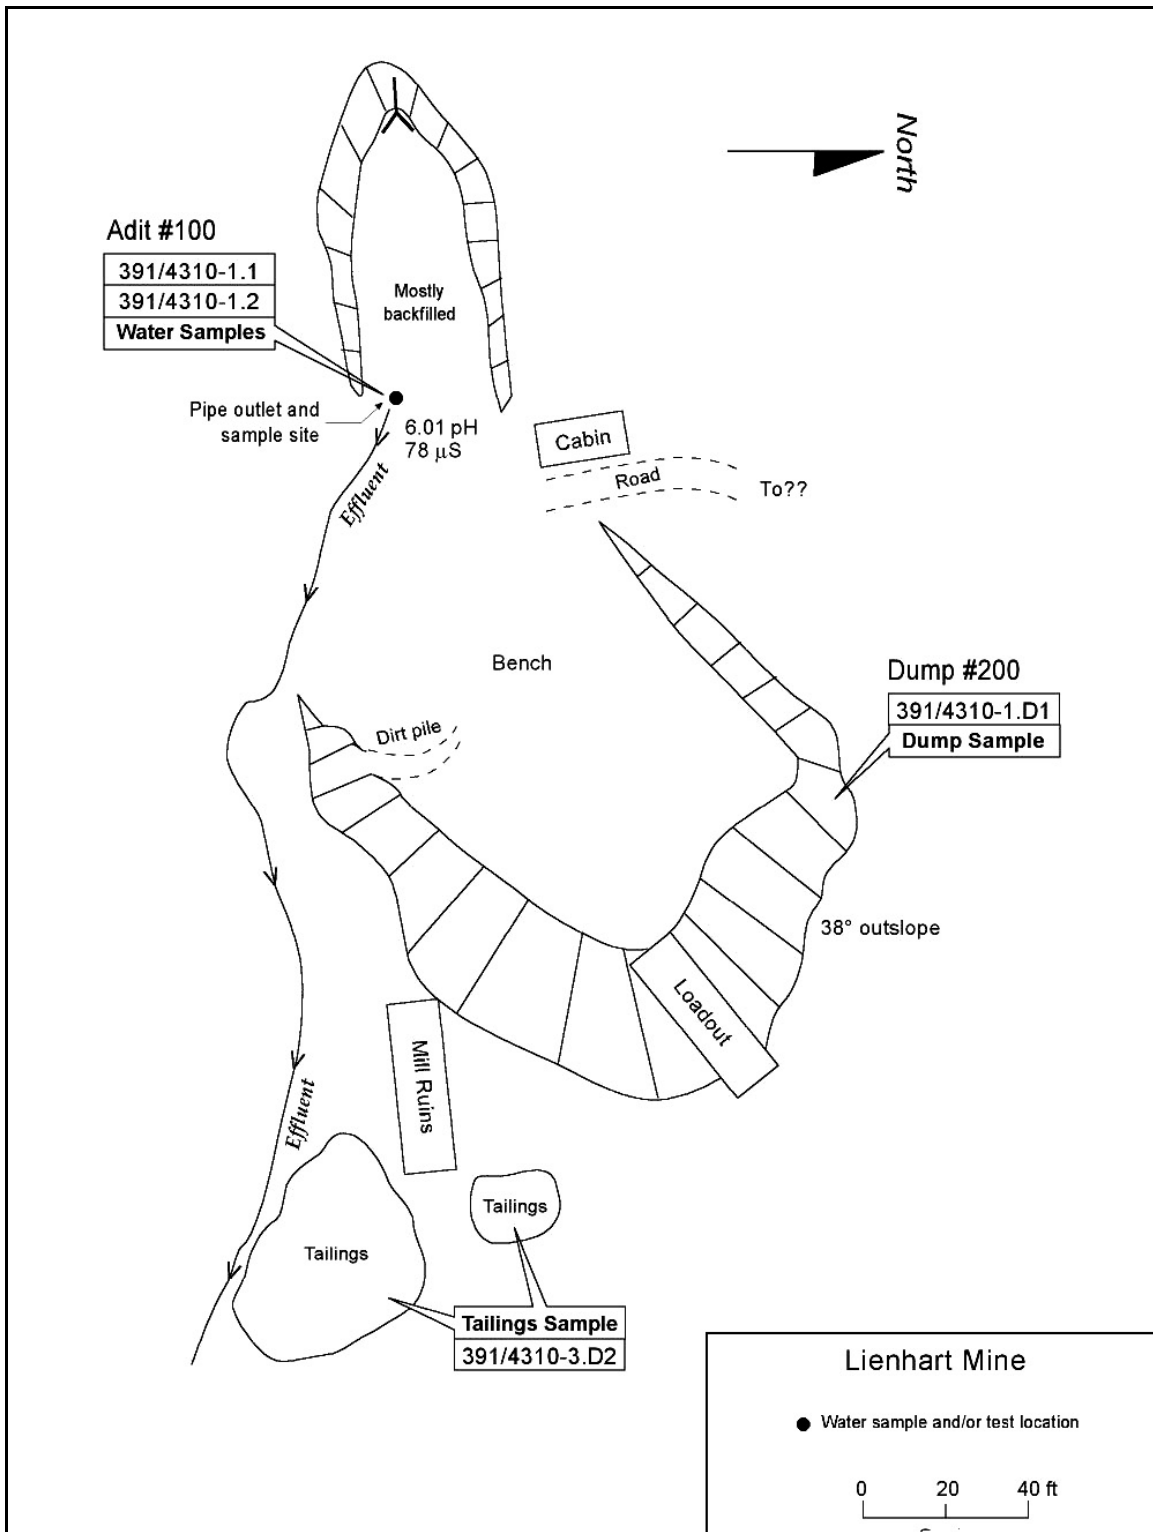 North
Adit #100
391/4310-1.1
391/4310-1.2
Water Samples
Mostly
backfilled
Pipe outlet and
sample site
6.01 pH
78 µS
Effluent
Cabin
Road
To??
Bench
Dump #200
391/4310-1.D1
Dump Sample
Dirt pile
38° outslope
Loadout
Mill Ruins
Effluent
Tailings
Tailings
Tailings Sample
391/4310-3.D2
Lienhart Mine
Water sample and/or test location
0 20 40 ft